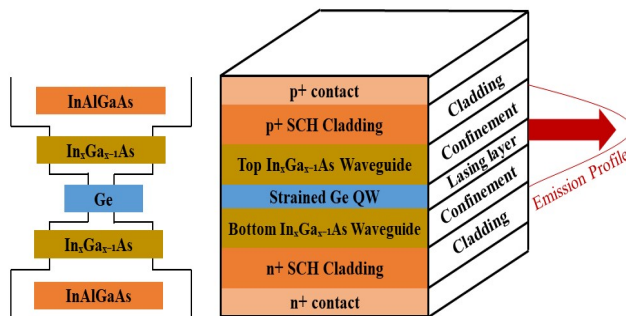 InAlGaAs
InₓGaₓ₋₁As
Ge
InₓGaₓ₋₁As
InAlGaAs
p+ contact
p+ SCH Cladding
Top InₓGaₓ₋₁As Waveguide
Strained Ge QW
Bottom InₓGaₓ₋₁As Waveguide
n+ SCH Cladding
n+ contact
Cladding
Confinement
Lasing layer
Confinement
Cladding
Emission Profile